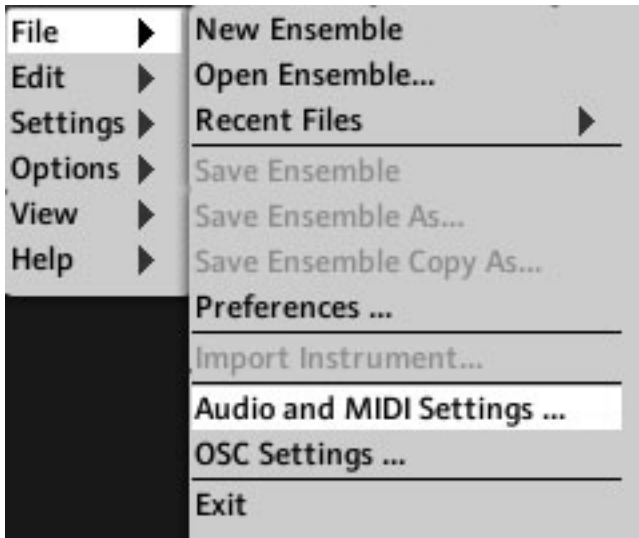 File
Edit
Settings
Options
View
Help
New Ensemble
Open Ensemble...
Recent Files
Save Ensemble
Save Ensemble As...
Save Ensemble Copy As...
Preferences ...
Import Instrument...
Audio and MIDI Settings ...
OSC Settings ...
Exit